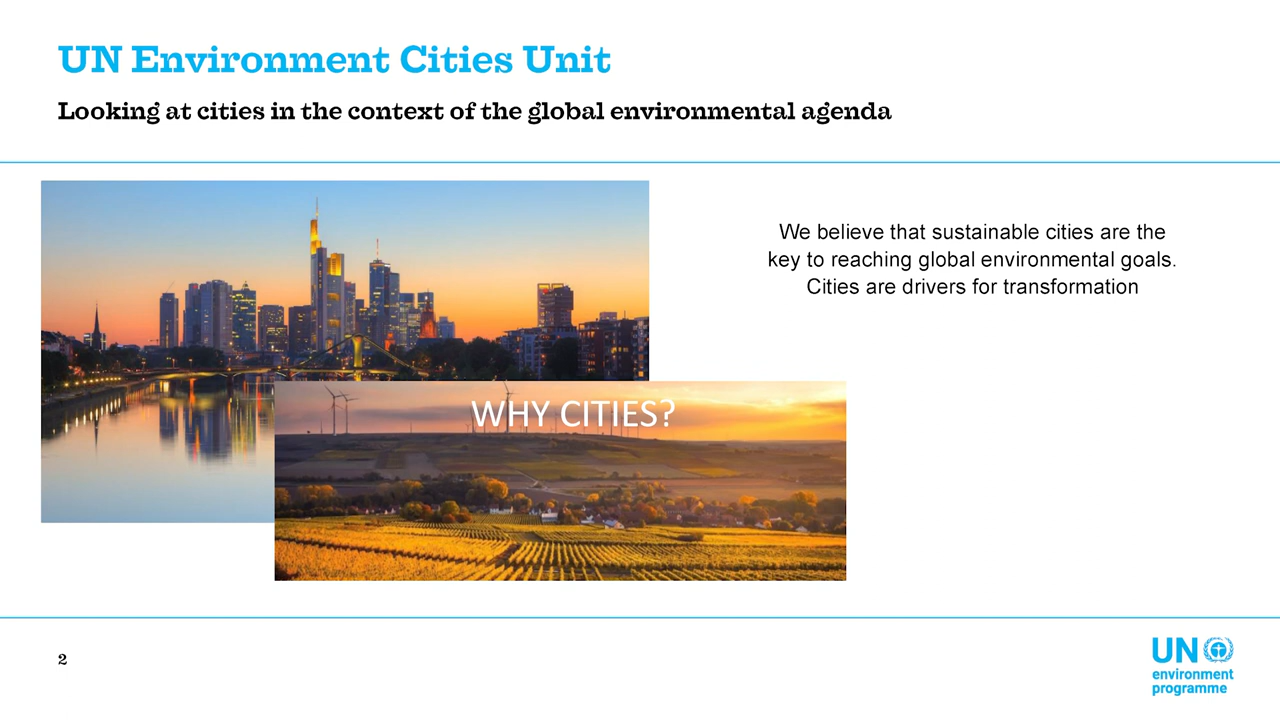 UN Environment Cities Unit
Looking at cities in the context of the global environmental agenda
We believe that sustainable cities are the
key to reaching global environmental goals.
Cities are drivers for transformation
WHY CITIES?
2
UN
environment
programme